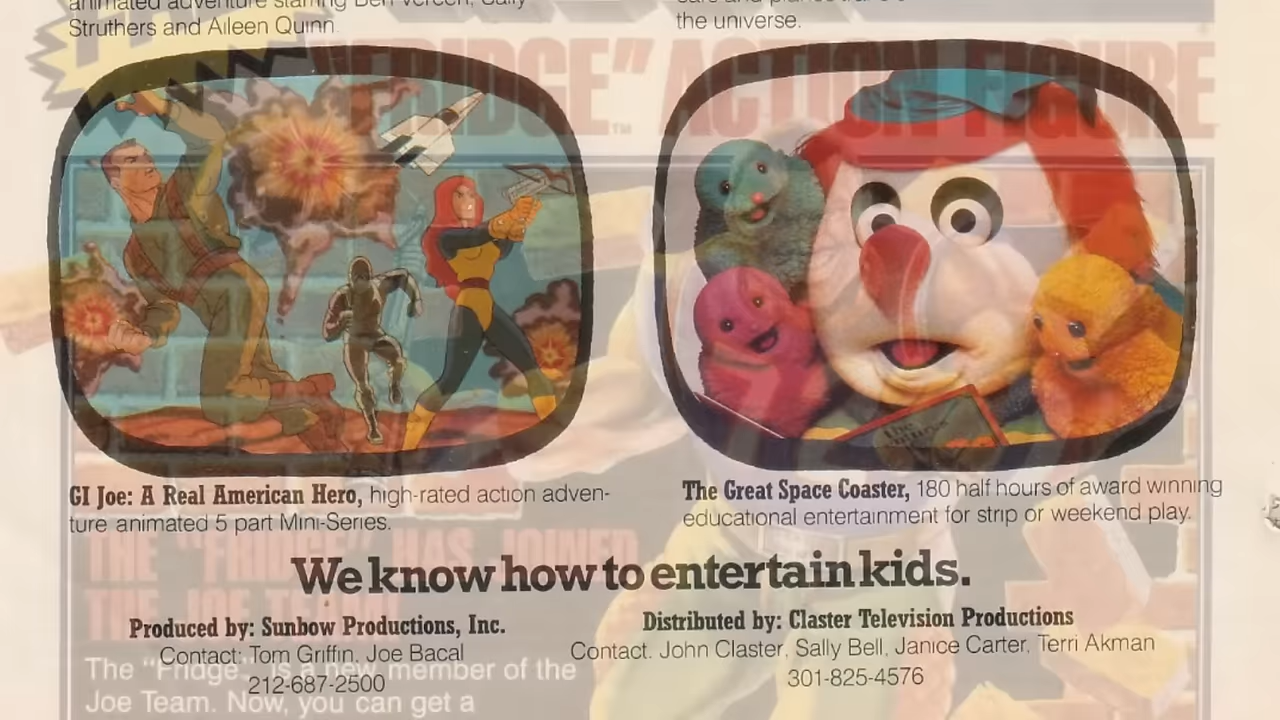 animated adventure starring Ben Vereen, Sally
Struthers and Aileen Quinn.
the universe.
"FRIDGE"™ ACTION FIGURE
GI Joe: A Real American Hero, high-rated action adven-
ture animated 5 part Mini-Series.
The Great Space Coaster, 180 half hours of award winning
educational entertainment for strip or weekend play.
THE "FRIDGE" HAS JOINED
THE JOE TEAM!
We know how to entertain kids.
Produced by: Sunbow Productions, Inc.
Contact: Tom Griffin, Joe Bacal
212-687-2500
Distributed by: Claster Television Productions
Contact. John Claster, Sally Bell, Janice Carter, Terri Akman
301-825-4576
The "Fridge" is a new member of the
Joe Team. Now, you can get a